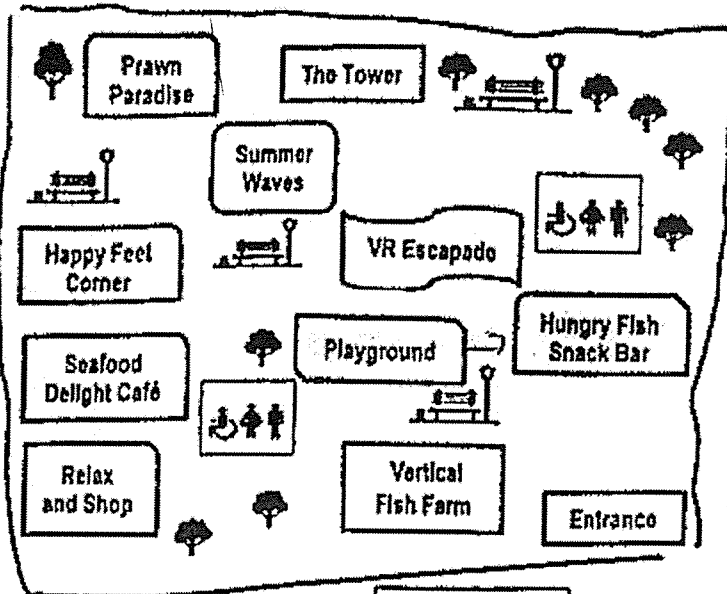 Prawn
Paradise
The Tower
Summer
Waves
Happy Feet
Corner
VR Escapade
Hungry Fish
Snack Bar
Playground
Seafood
Delight Café
Relax
and Shop
Vertical
Fish Farm
Entrance